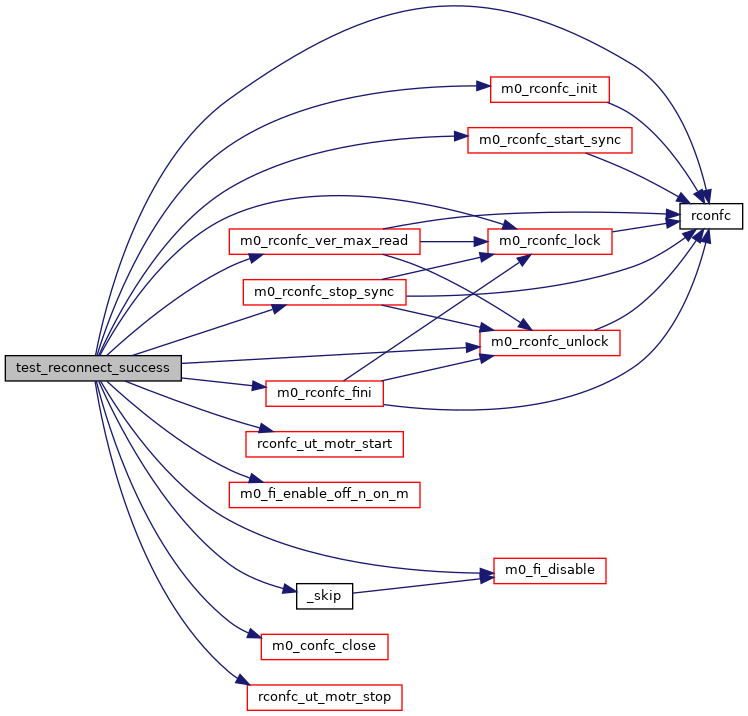 m0_rconfc_init
m0_rconfc_start_sync
rconfc
m0_rconfc_ver_max_read
m0_rconfc_lock
m0_rconfc_stop_sync
m0_rconfc_unlock
test_reconnect_success
m0_rconfc_fini
rconfc_ut_motr_start
m0_fi_enable_off_n_on_m
m0_fi_disable
_skip
m0_confc_close
rconfc_ut_motr_stop